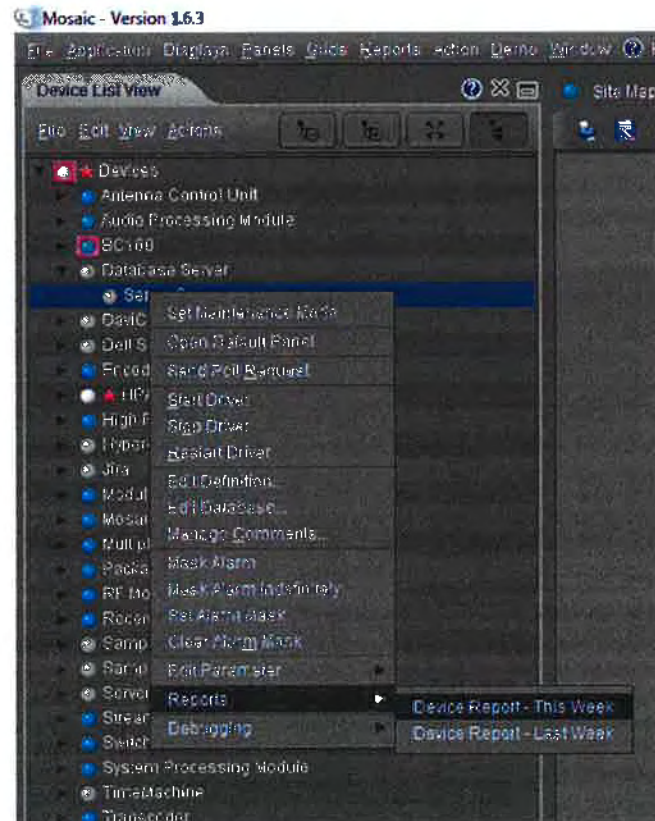 Mosaic - Version 1.6.3
File Application Displays Panels Grids Reports Action Demo Window
Device List View
Site Map
File Edit View Actions
Devices
Antenna Control Unit
Audio Processing Module
Database Server
Set Maintenance Mode
Open Default Panel
Send Poll Request
Start Driver
Stop Driver
Restart Driver
Edit Definition...
Edit Database...
Manage Comments...
Mask Alarm
Mask Alarm Indefinitely
Set Alarm Mask
Clear Alarm Mask
Edit Parameter
Reports
Device Report - This Week
Debugging
Device Report - Last Week
System Processing Module
TimeMachine
Transcoder